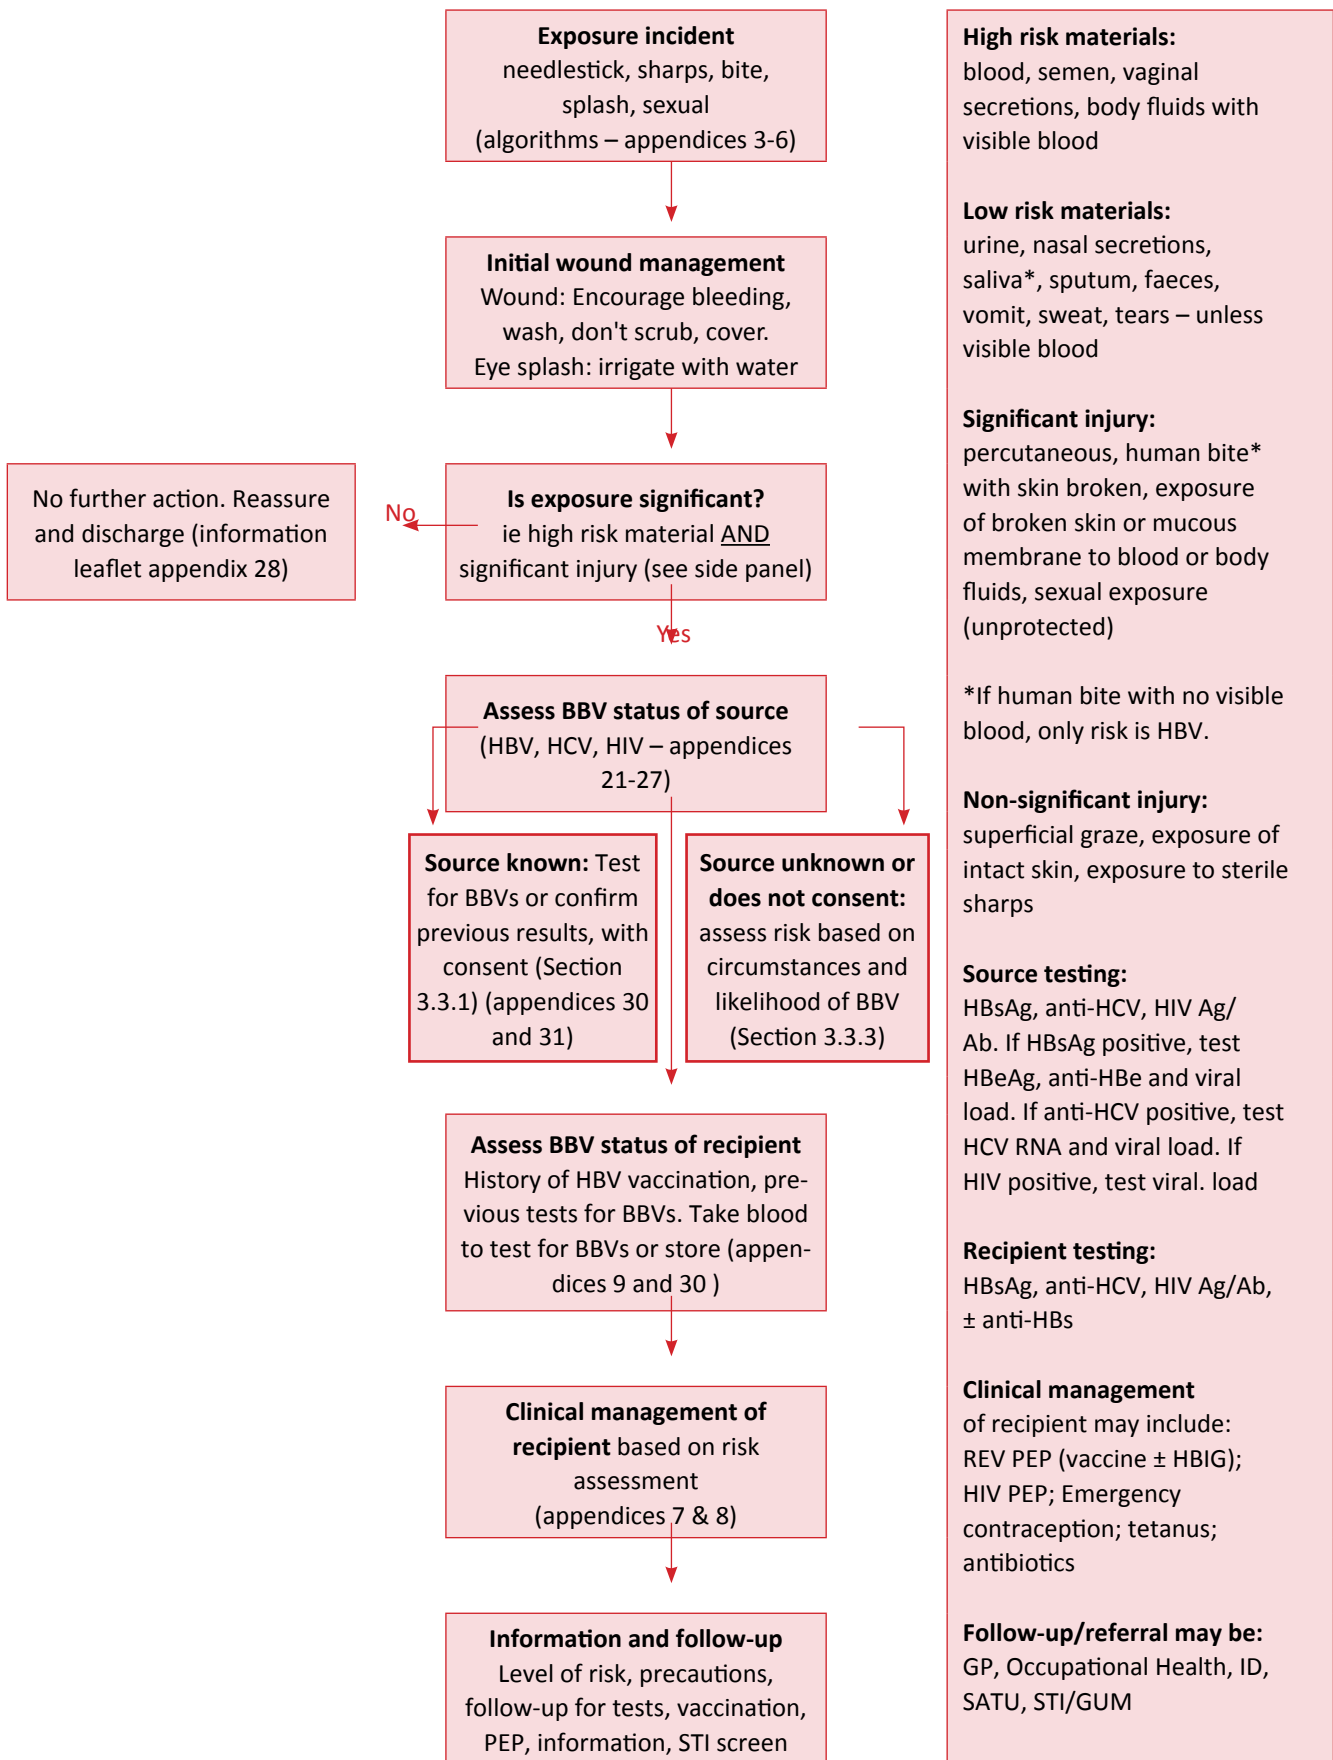 Exposure incident
needlestick, sharps, bite,
splash, sexual
(algorithms – appendices 3-6)
Initial wound management
Wound: Encourage bleeding,
wash, don't scrub, cover.
Eye splash: irrigate with water
No further action. Reassure
and discharge (information
leaflet appendix 28)
No
Is exposure significant?
ie high risk material AND
significant injury (see side panel)
Yes
Assess BBV status of source
(HBV, HCV, HIV – appendices
21-27)
Source known: Test
for BBVs or confirm
previous results, with
consent (Section
3.3.1) (appendices 30
and 31)
Source unknown or
does not consent:
assess risk based on
circumstances and
likelihood of BBV
(Section 3.3.3)
Assess BBV status of recipient
History of HBV vaccination, pre-
vious tests for BBVs. Take blood
to test for BBVs or store (appen-
dices 9 and 30 )
Clinical management of
recipient based on risk
assessment
(appendices 7 & 8)
Information and follow-up
Level of risk, precautions,
follow-up for tests, vaccination,
PEP, information, STI screen
High risk materials:
blood, semen, vaginal
secretions, body fluids with
visible blood
Low risk materials:
urine, nasal secretions,
saliva*, sputum, faeces,
vomit, sweat, tears – unless
visible blood
Significant injury:
percutaneous, human bite*
with skin broken, exposure
of broken skin or mucous
membrane to blood or body
fluids, sexual exposure
(unprotected)
*If human bite with no visible
blood, only risk is HBV.
Non-significant injury:
superficial graze, exposure of
intact skin, exposure to sterile
sharps
Source testing:
HBsAg, anti-HCV, HIV Ag/
Ab. If HBsAg positive, test
HBeAg, anti-HBe and viral
load. If anti-HCV positive, test
HCV RNA and viral load. If
HIV positive, test viral. load
Recipient testing:
HBsAg, anti-HCV, HIV Ag/Ab,
± anti-HBs
Clinical management
of recipient may include:
REV PEP (vaccine ± HBIG);
HIV PEP; Emergency
contraception; tetanus;
antibiotics
Follow-up/referral may be:
GP, Occupational Health, ID,
SATU, STI/GUM